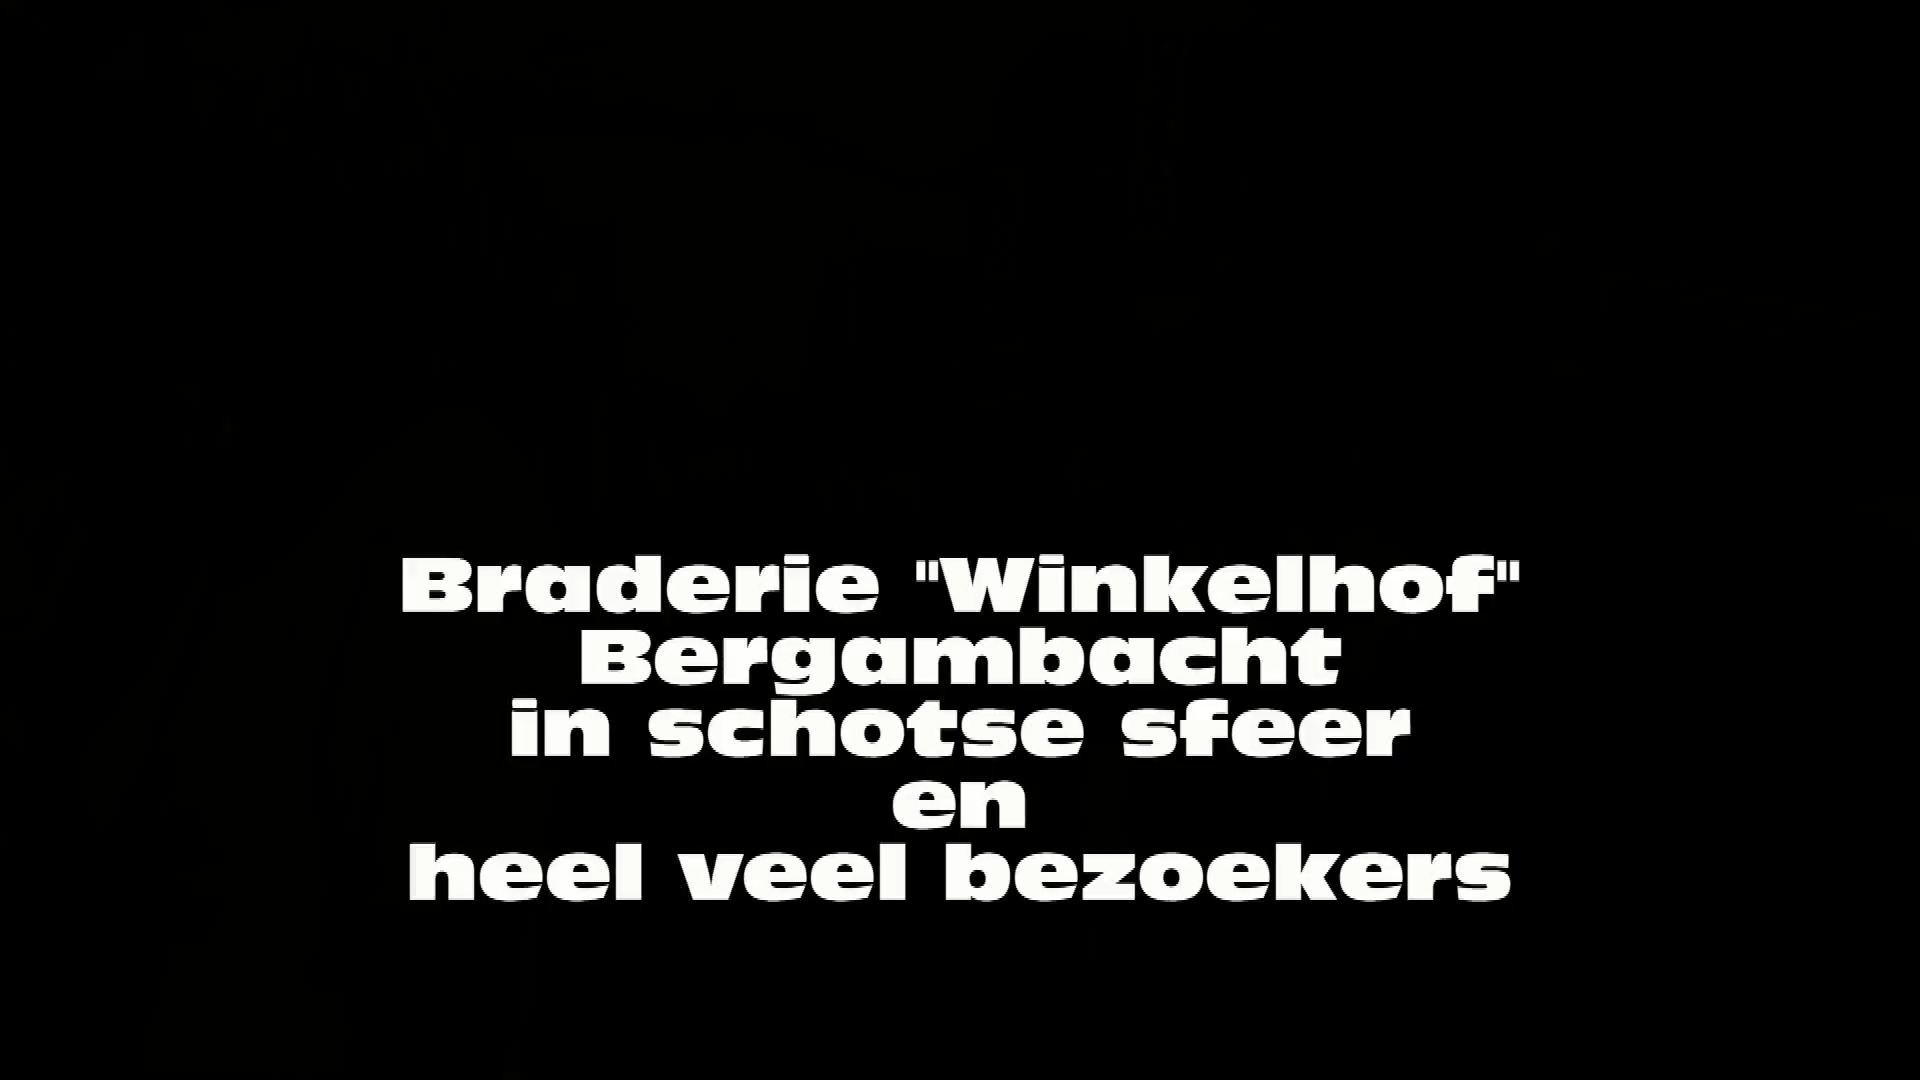 Braderie "Winkelhof"
Bergambacht
in schotse sfeer
en
heel veel bezoekers